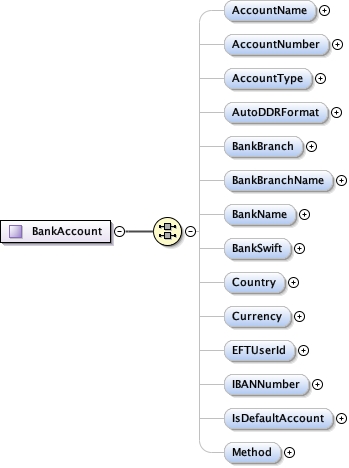 AccountName
AccountNumber
AccountType
AutoDDRFormat
BankBranch
BankBranchName
BankAccount
BankName
BankSwift
Country
Currency
EFTUserId
IBANNumber
IsDefaultAccount
Method